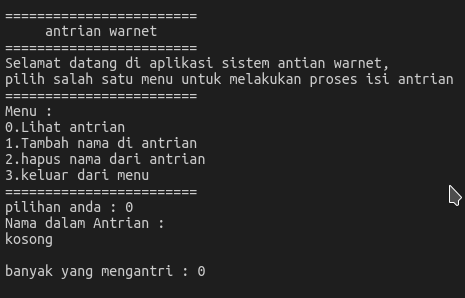 ========================
antrian warnet
========================
Selamat datang di aplikasi sistem antian warnet,
pilih salah satu menu untuk melakukan proses isi antrian
========================
Menu :
0.Lihat antrian
1.Tambah nama di antrian
2.hapus nama dari antrian
3.keluar dari menu
========================
pilihan anda : 0
Nama dalam Antrian :
kosong
banyak yang mengantri : 0